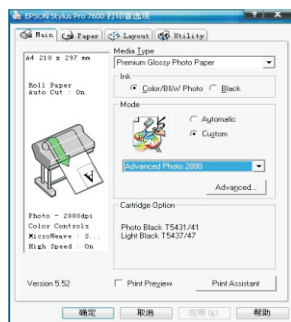 EPSON Stylus Pro 7600 打印首选项
Main
Paper
Layout
Utility
A4 210 x 297 mm
Roll Paper
Auto Cut : On
Photo - 2880dpi
Color Controls
MicroWeave : S...
High Speed : On
Media Type
Premium Glossy Photo Paper
Ink
Color/B&W Photo
Black
Mode
Automatic
Custom
Advanced Photo 2880
Advanced...
Cartridge Option
Photo Black T5431/41
Light Black T5437/47
Version 5.52
Print Preview
Print Assistant
确定
取消
应用(A)
帮助